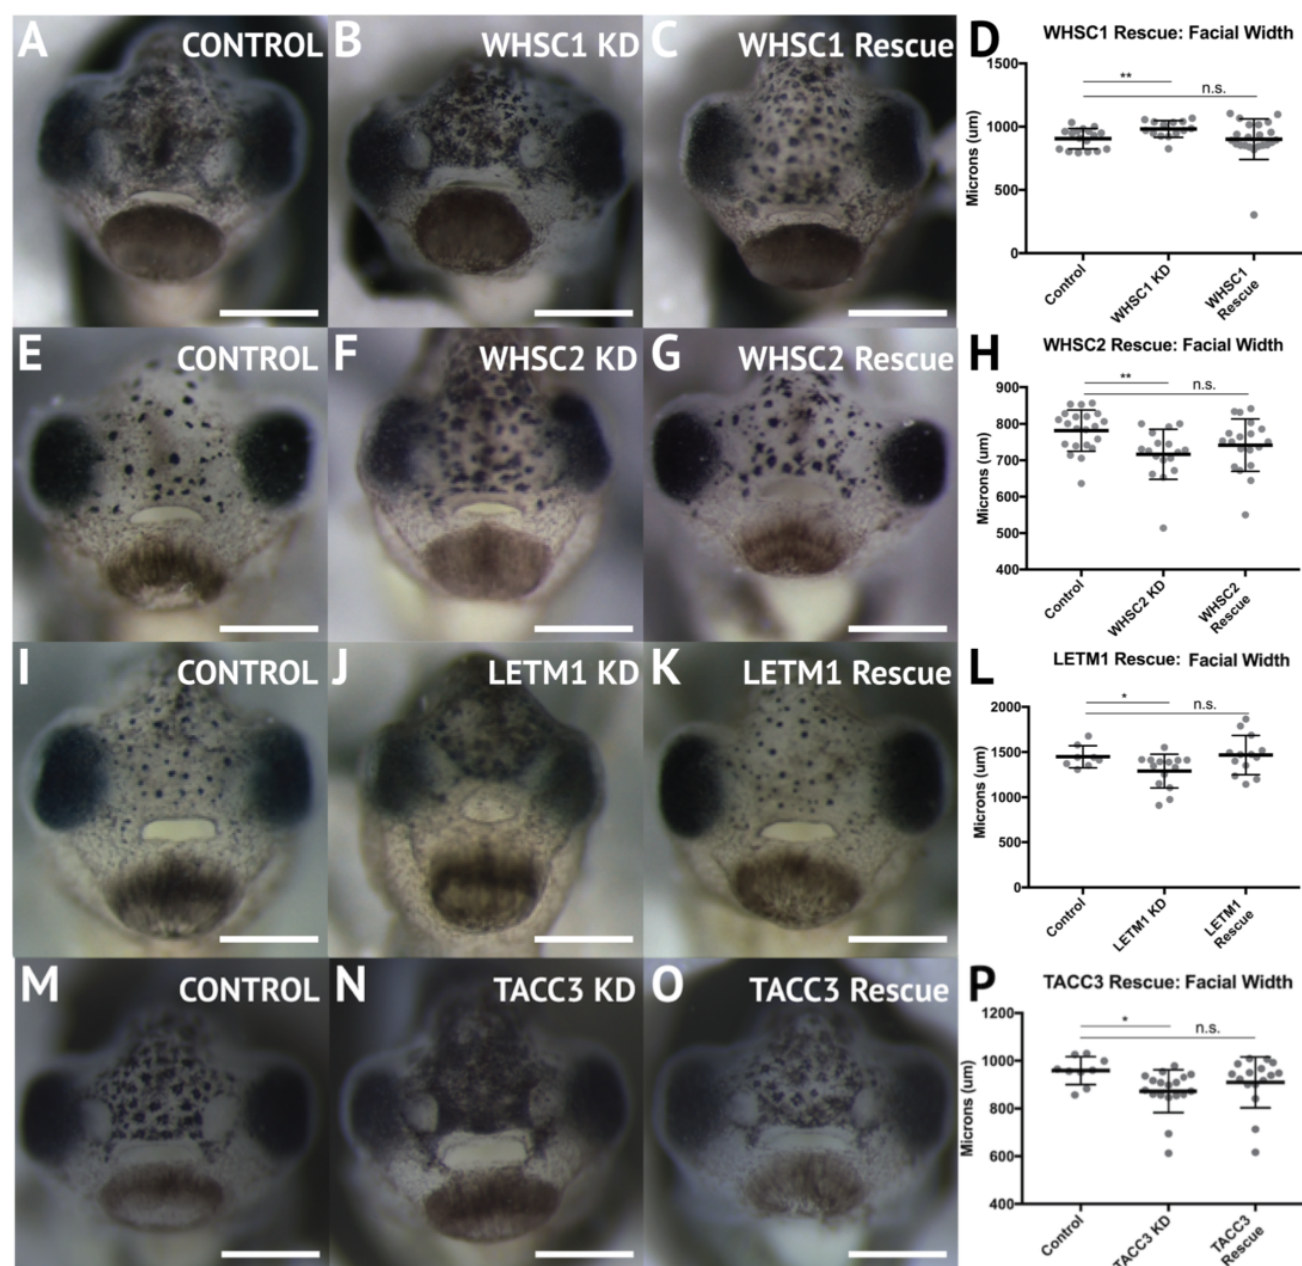 A CONTROL
B WHSC1 KD
C WHSC1 Rescue
D WHSC1 Rescue: Facial Width
1500
1000
500
0
Microns (um)
**
n.s.
Control
WHSC1 KD
WHSC1
Rescue
E CONTROL
F WHSC2 KD
G WHSC2 Rescue
H WHSC2 Rescue: Facial Width
900
800
700
600
500
400
Microns (um)
**
n.s.
Control
WHSC2 KD
WHSC2
Rescue
I CONTROL
J LETM1 KD
K LETM1 Rescue
L LETM1 Rescue: Facial Width
2000
1500
1000
500
0
Microns (um)
*
n.s.
Control
LETM1 KD
LETM1
Rescue
M CONTROL
N TACC3 KD
O TACC3 Rescue
P TACC3 Rescue: Facial Width
1200
1000
800
600
400
Microns (um)
*
n.s.
Control
TACC3 KD
TACC3
Rescue